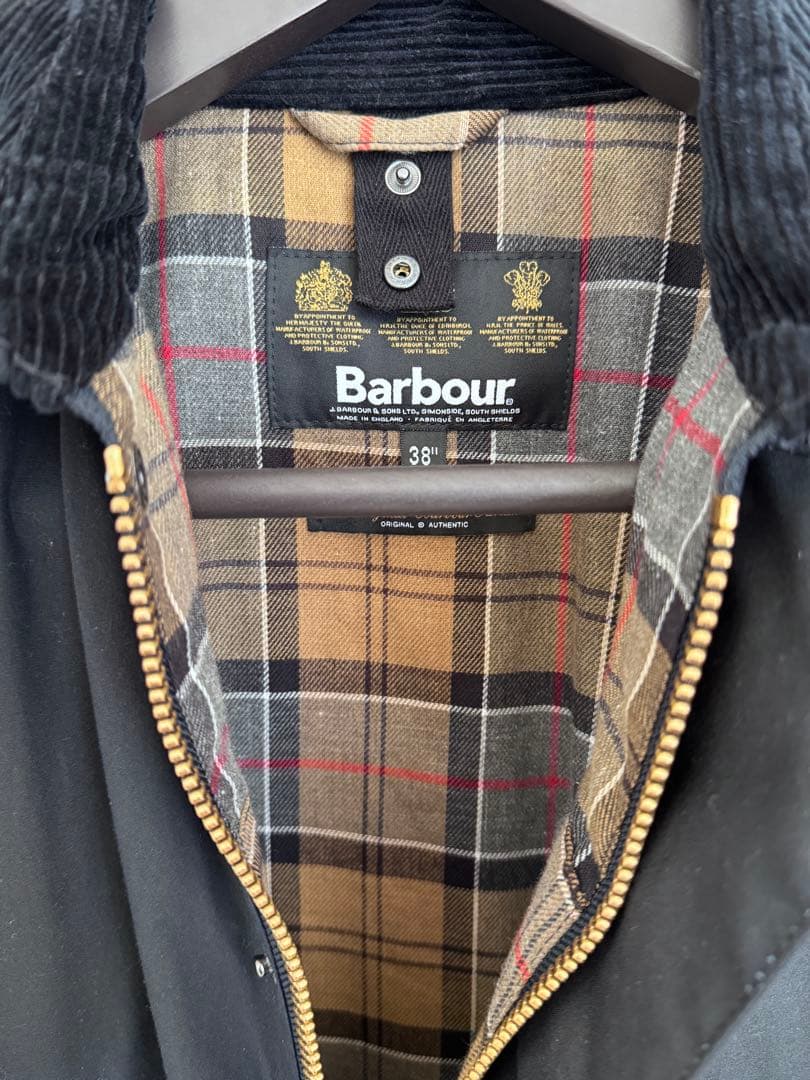 BY APPOINTMENT TO
HER MAJESTY THE QUEEN
MANUFACTURERS OF WATERPROOF
AND PROTECTIVE CLOTHING
J. BARBOUR & SONS LTD,
SOUTH SHIELDS.
BY APPOINTMENT TO
H.R.H. THE DUKE OF EDINBURGH
MANUFACTURERS OF WATERPROOF
AND PROTECTIVE CLOTHING
J. BARBOUR & SONS LTD,
SOUTH SHIELDS.
BY APPOINTMENT TO
H.R.H. THE PRINCE OF WALES
MANUFACTURERS OF WATERPROOF
AND PROTECTIVE CLOTHING
J. BARBOUR & SONS LTD,
SOUTH SHIELDS.
Barbour®
J. BARBOUR & SONS LTD., SIMONSIDE, SOUTH SHIELDS
MADE IN ENGLAND · FABRIQUÉ EN ANGLETERRE
38"
ORIGINAL © AUTHENTIC